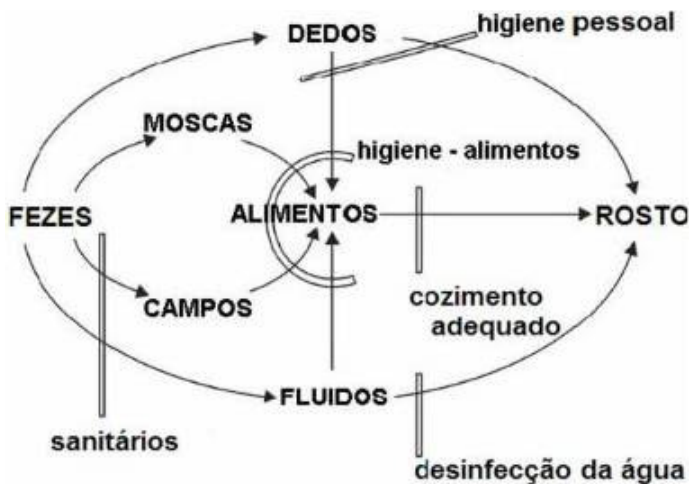 DEDOS
higiene pessoal
MOSCAS
higiene - alimentos
FEZES
ALIMENTOS
ROSTO
CAMPOS
cozimento
adequado
FLUIDOS
sanitários
desinfecção da água